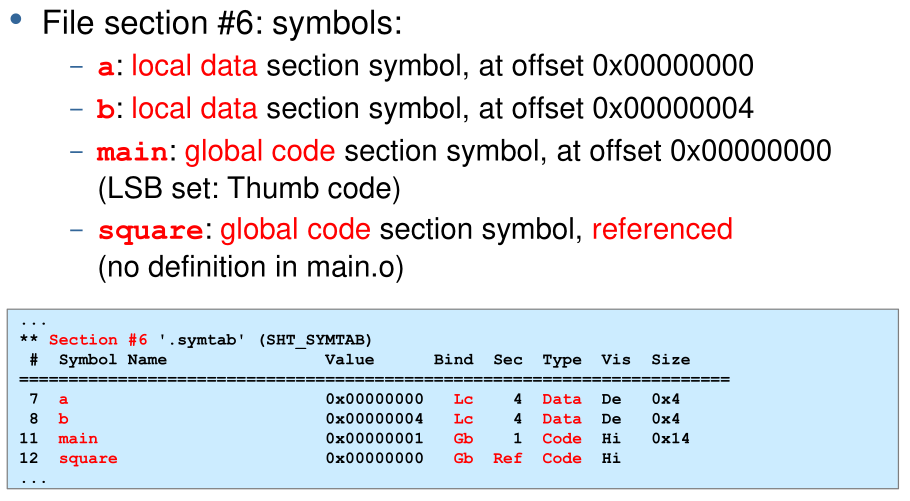 • File section #6: symbols:
– a: local data section symbol, at offset 0x00000000
– b: local data section symbol, at offset 0x00000004
– main: global code section symbol, at offset 0x00000000
(LSB set: Thumb code)
– square: global code section symbol, referenced
(no definition in main.o)
...
** Section #6 '.symtab' (SHT_SYMTAB)
# Symbol Name Value Bind Sec Type Vis Size
========================================================================
7 a 0x00000000 Lc 4 Data De 0x4
8 b 0x00000004 Lc 4 Data De 0x4
11 main 0x00000001 Gb 1 Code Hi 0x14
12 square 0x00000000 Gb Ref Code Hi
...